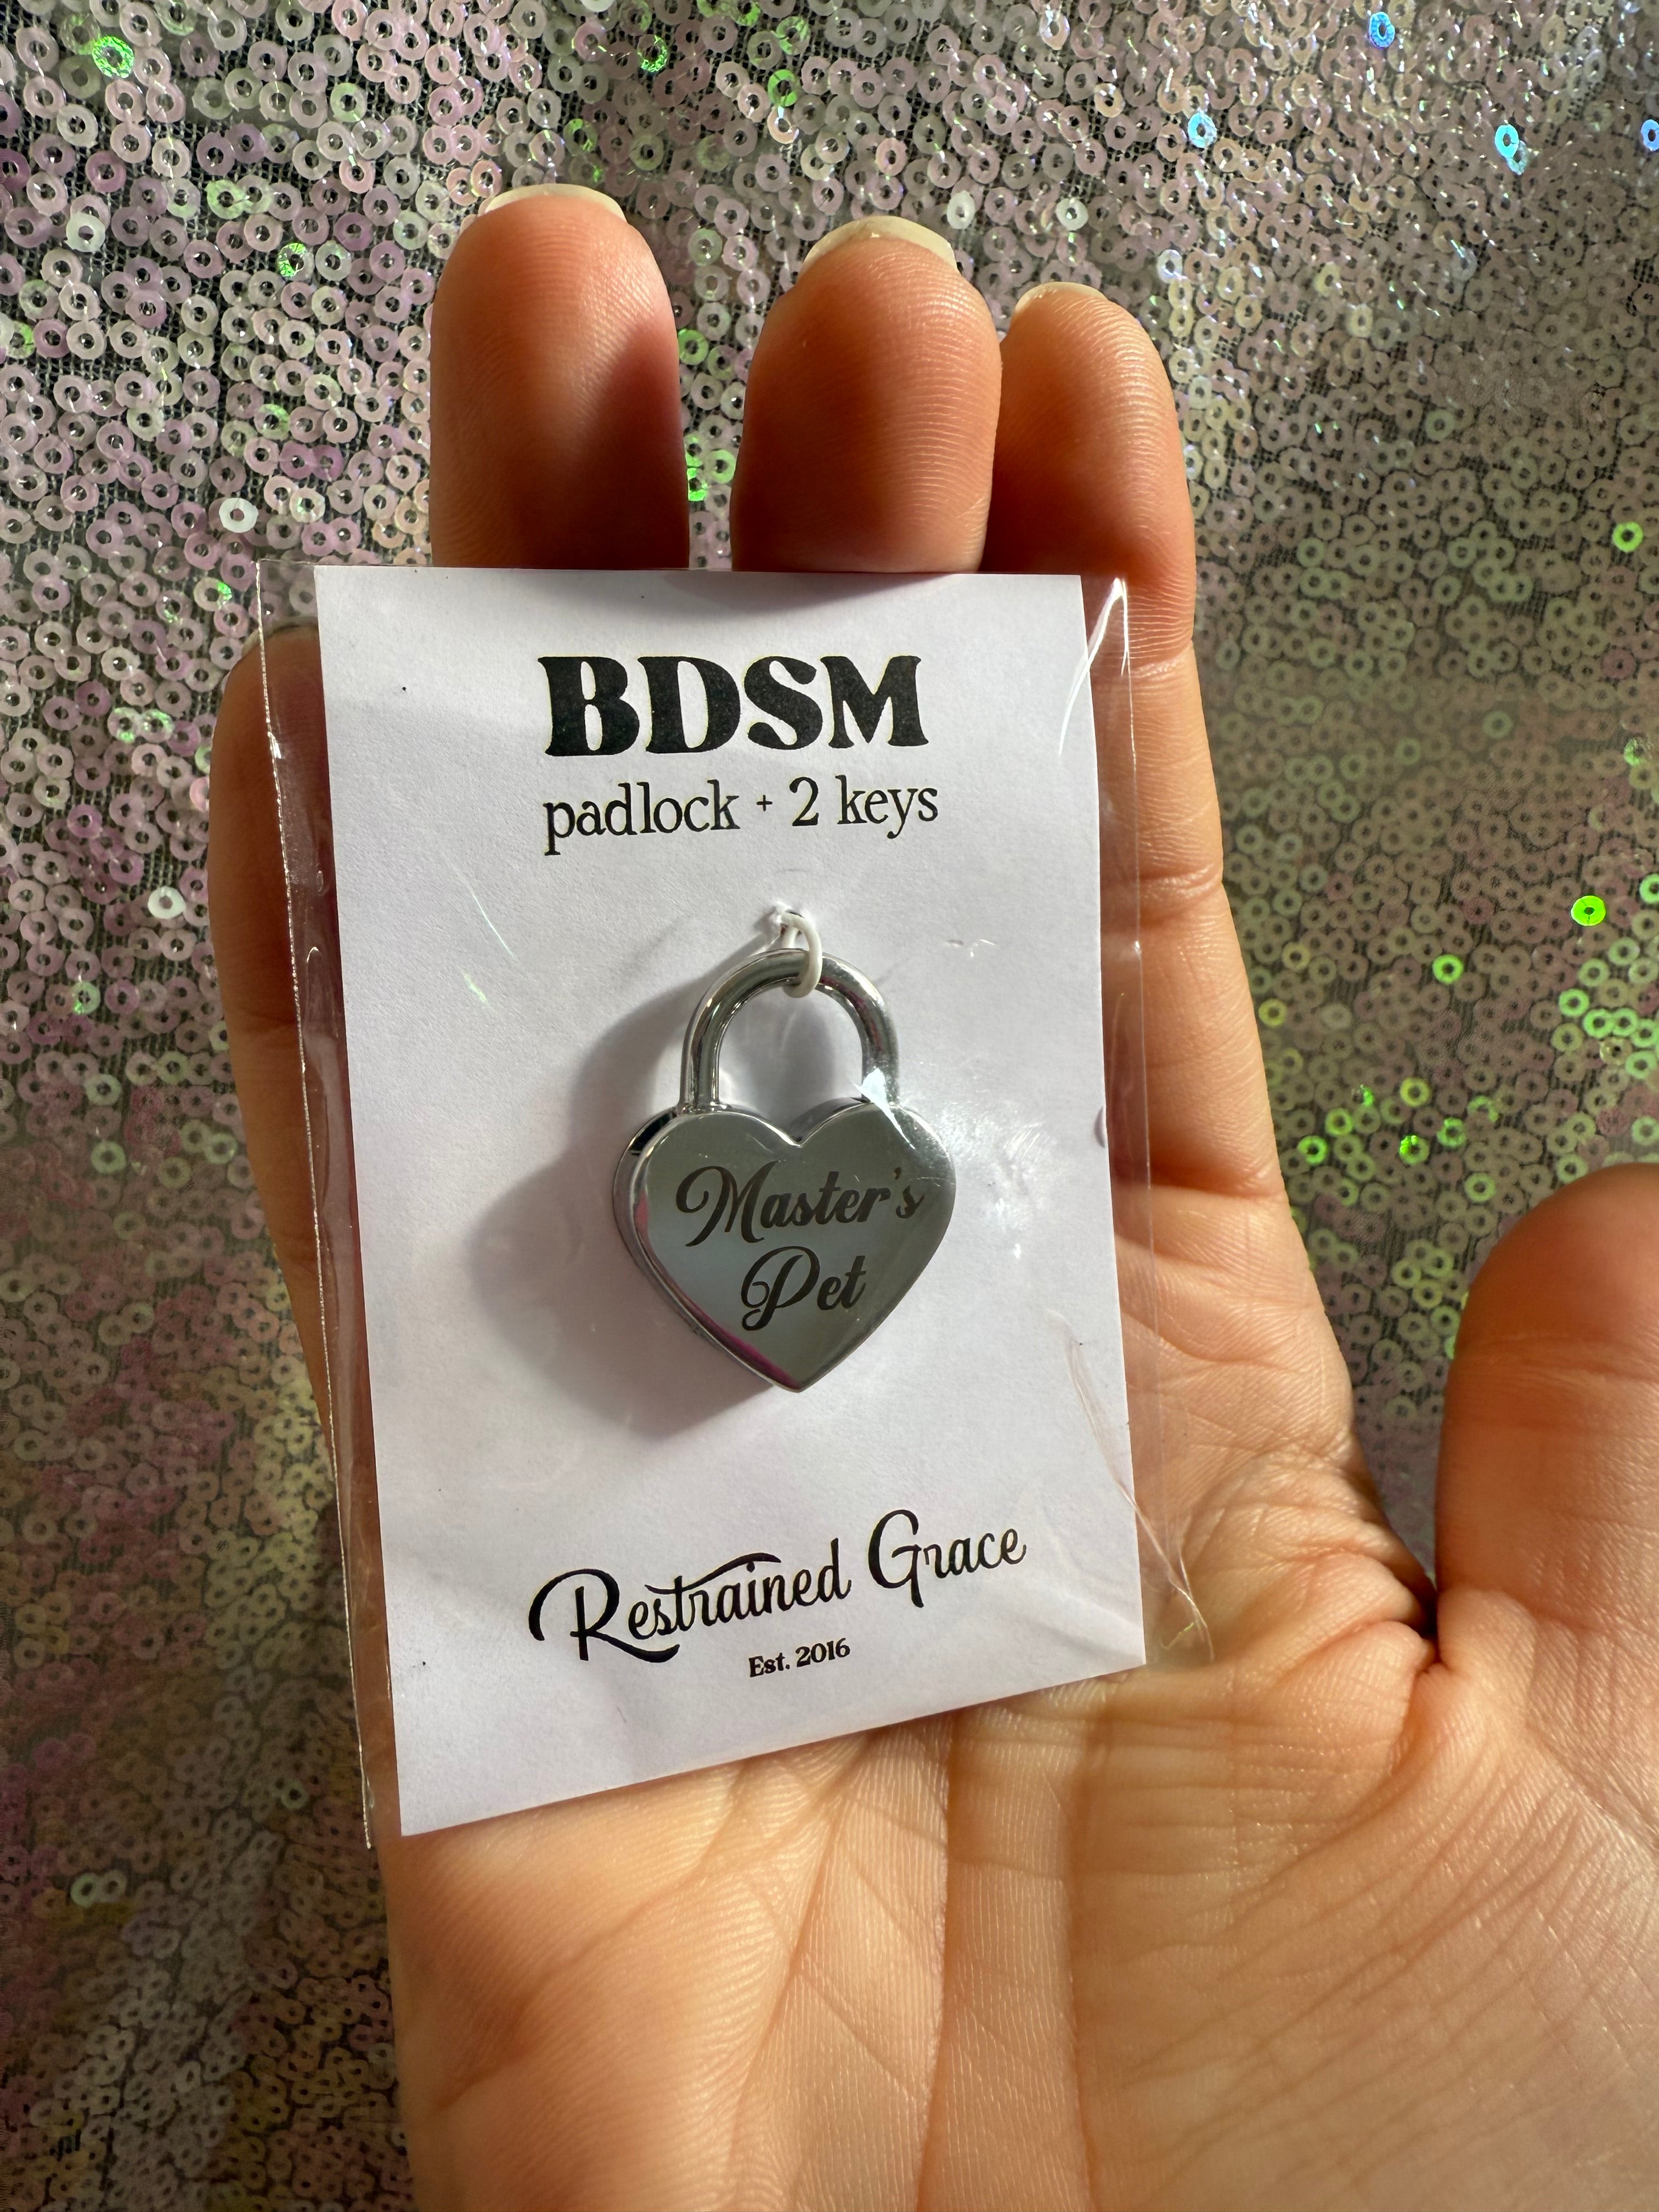 BDSM
padlock + 2 keys
Master's
Pet
Restrained Grace
Est. 2016